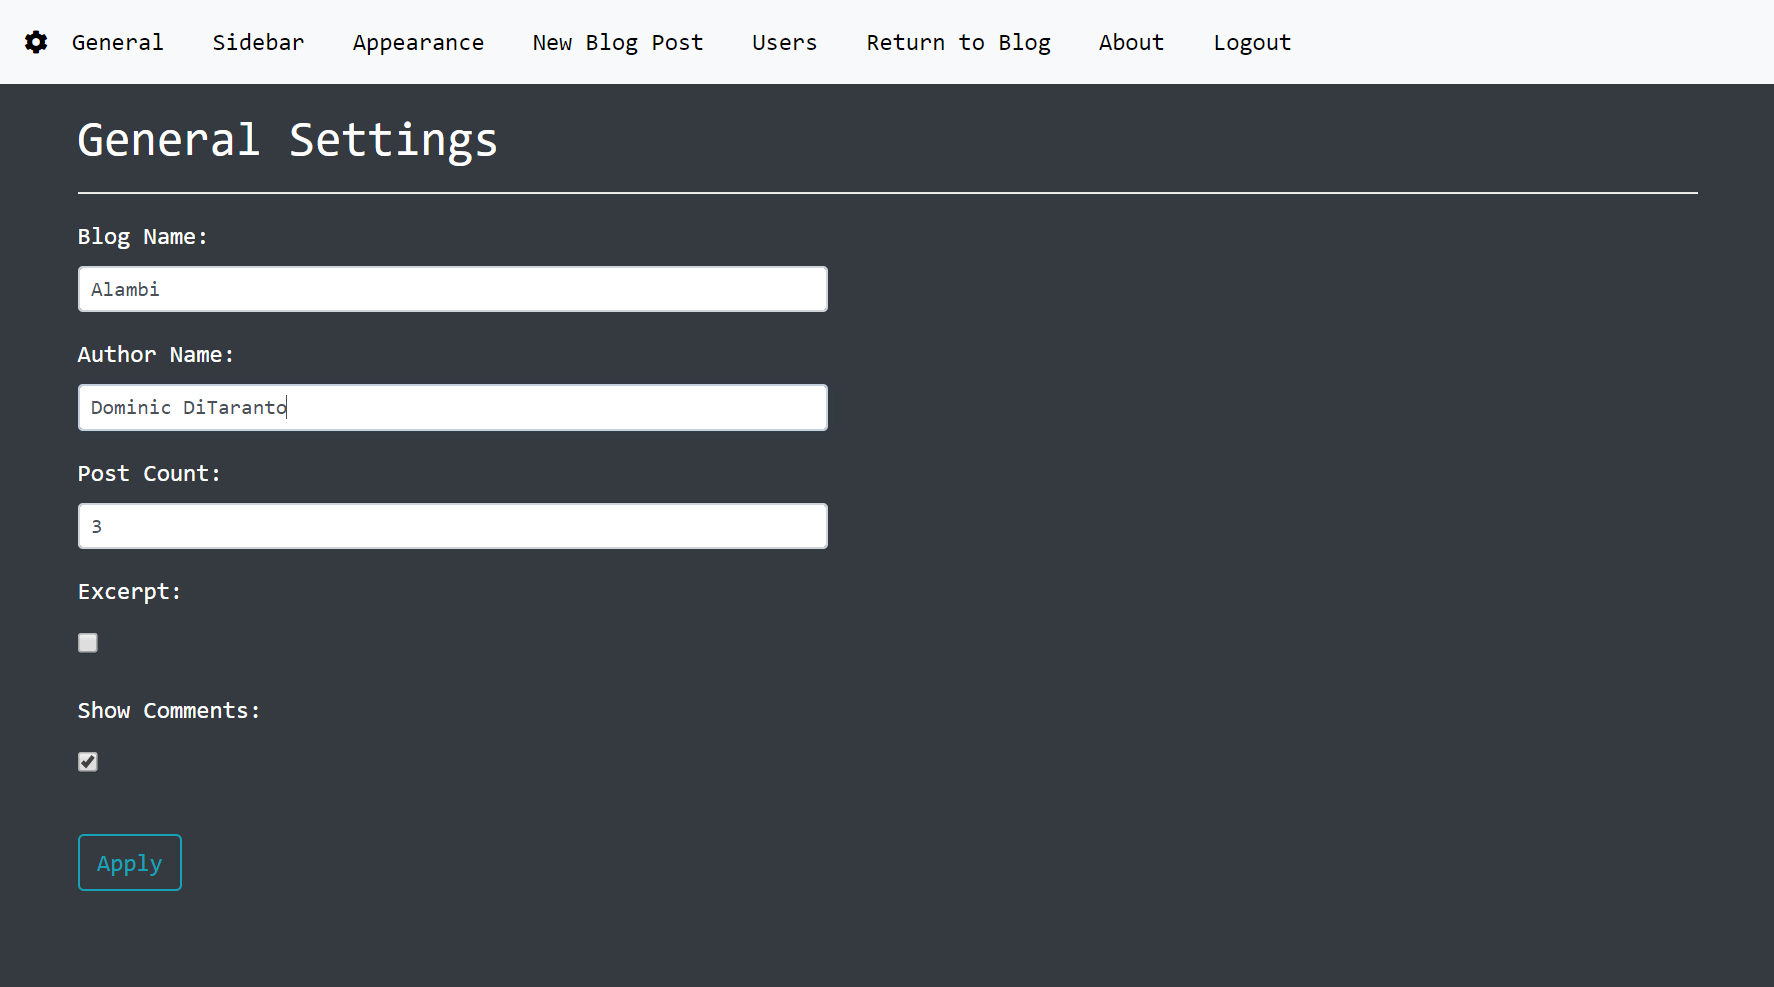 General Sidebar Appearance New Blog Post Users Return to Blog About Logout
General Settings
Blog Name:
Alambi
Author Name:
Dominic DiTaranto
Post Count:
3
Excerpt:
Show Comments:
Apply